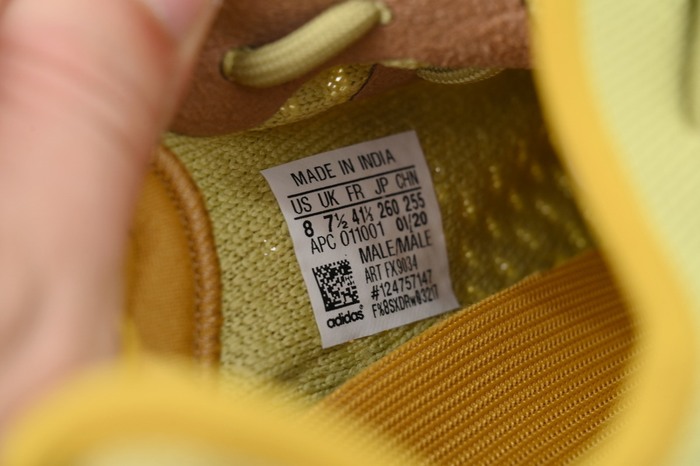 MADE IN INDIA
US UK FR JP CHN
8 7½ 41⅓ 260 255
APC 011001 01/20
MALE/MALE
ART FX9034
#124757147
adidas